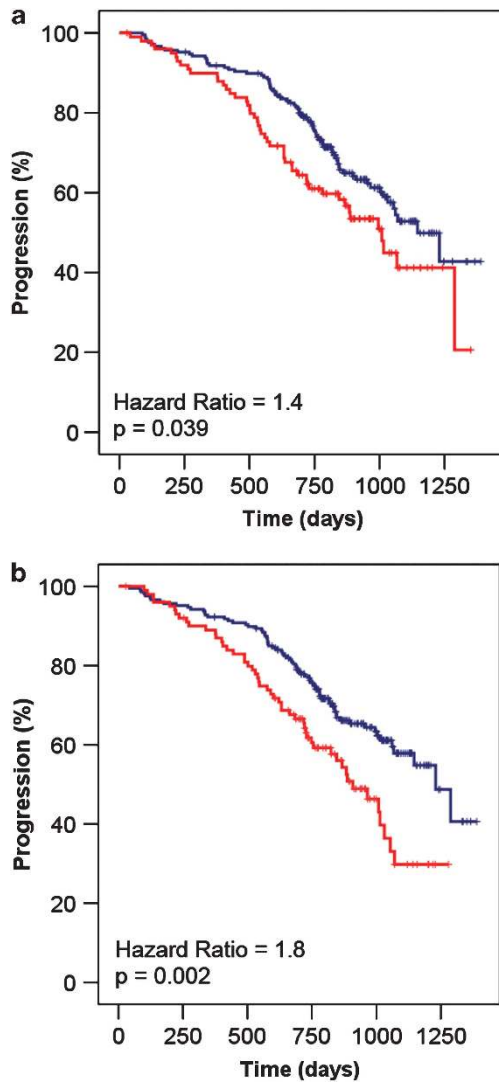 a
100
80
60
40
20
0
Progression (%)
Hazard Ratio = 1.4
p = 0.039
0 250 500 750 1000 1250
Time (days)
b
100
80
60
40
20
0
Progression (%)
Hazard Ratio = 1.8
p = 0.002
0 250 500 750 1000 1250
Time (days)